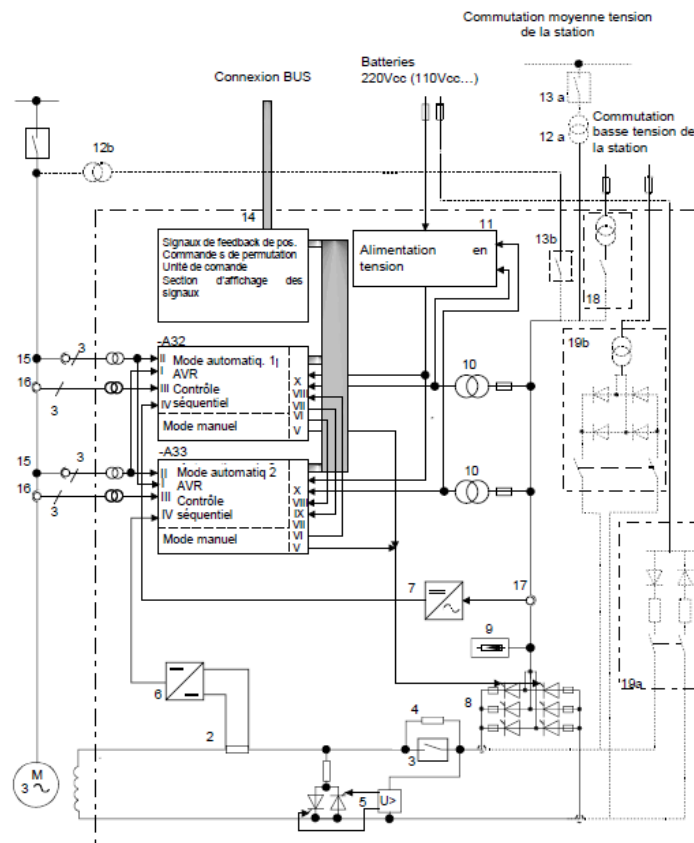 Commutation moyenne tension
de la station
Batteries
220Vcc (110Vcc...)
Connexion BUS
13 a
12 a
Commutation
basse tension de
la station
12b
14
11
Signaux de feedback de pos.
Commande s de permutation
Unité de comande
Section d'affichage des
signaux
Alimentation en
tension
13b
18
-A32
15
3
II Mode automatiq. 1
I AVR
16
III Contrôle
IV séquentiel
3
Mode manuel
X
VIII
VII
VI
V
10
19b
-A33
15
3
II Mode automatiq 2
I AVR
16
III Contrôle
IV séquentiel
3
Mode manuel
X
VIII
IX
VII
VI
V
10
7
17
9
6
8
19a
2
4
3
M
3
5
U>